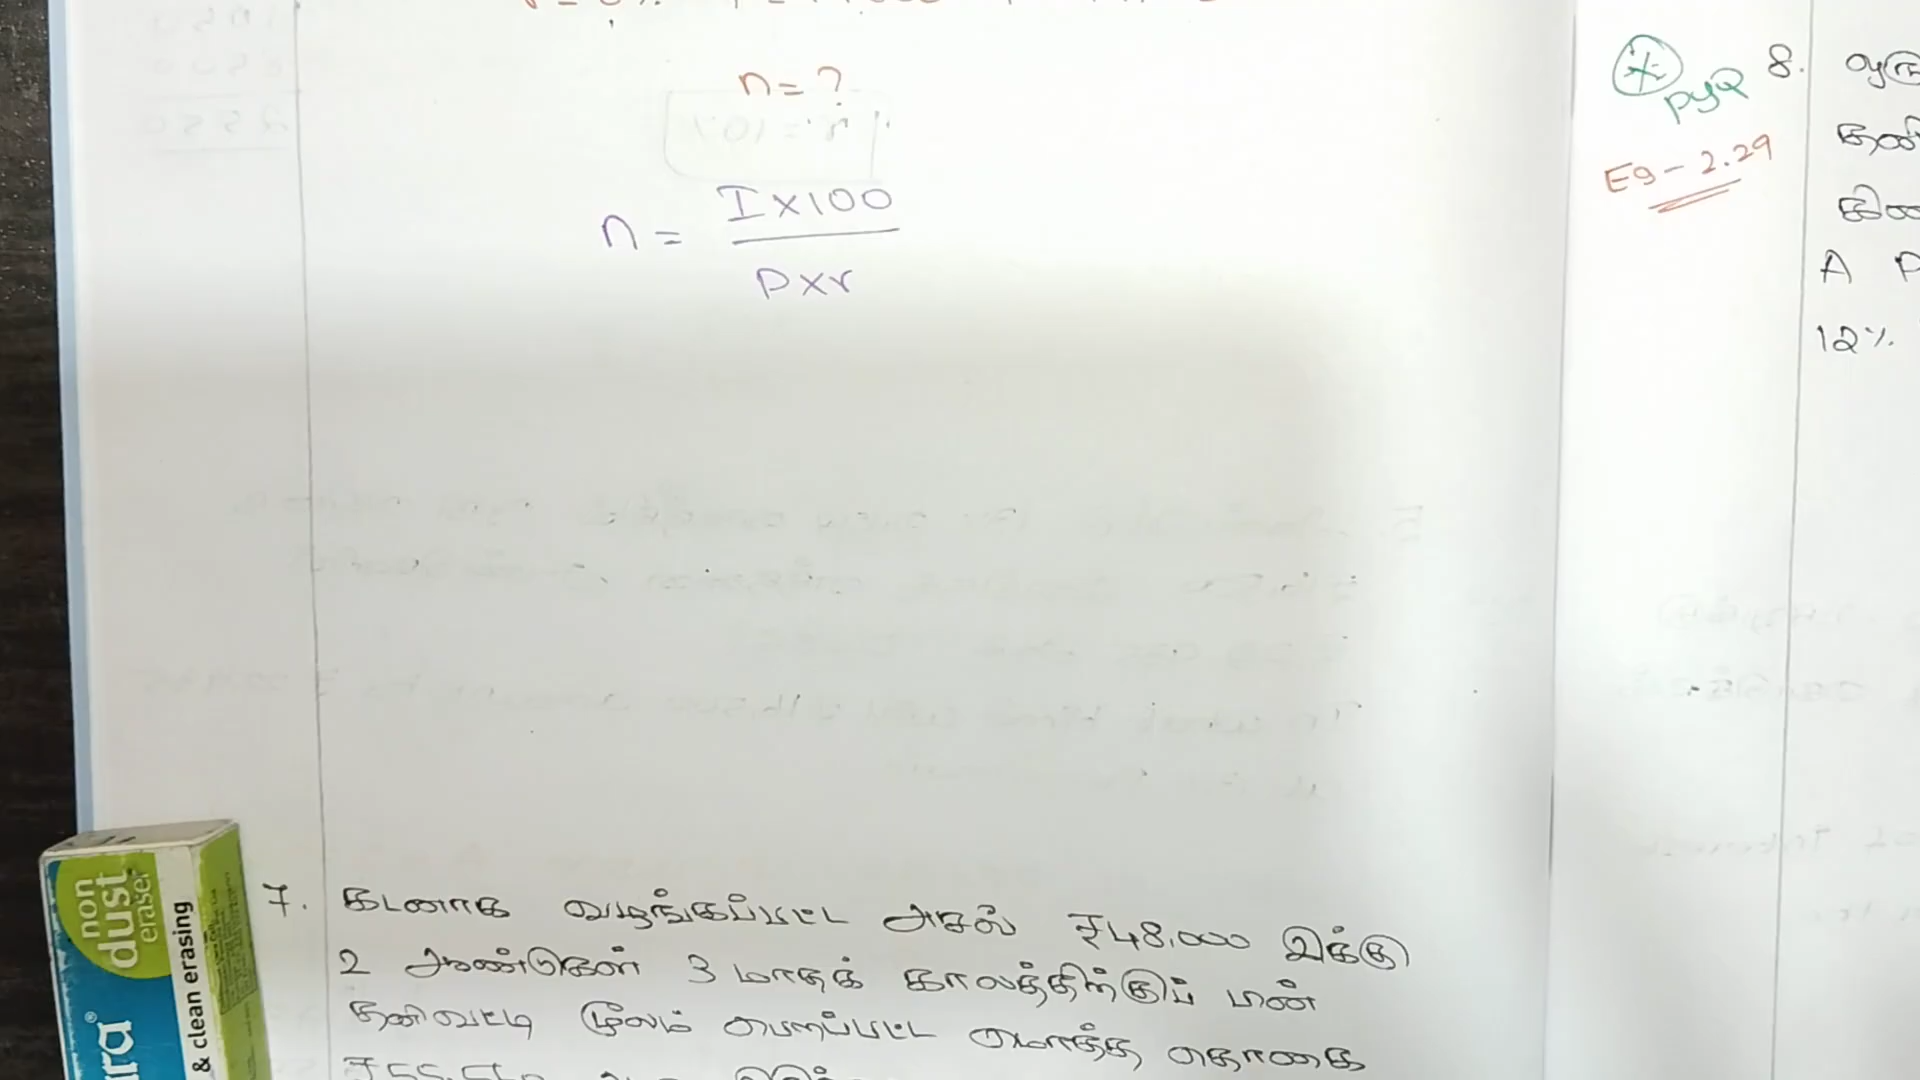 n = ?
n = I×100
P×r
7. கடனாக வழங்கப்பட்ட அசல் ₹48,000 இக்கு
2 ஆண்டுகள் 3 மாதக் காலத்திற்குப் பின்
தனிவட்டி மூலம் பெறப்பட்ட மொத்த தொகை
PYQ 8.
Eg - 2.29
A P
12%
non
dust
eraser
& clean erasing